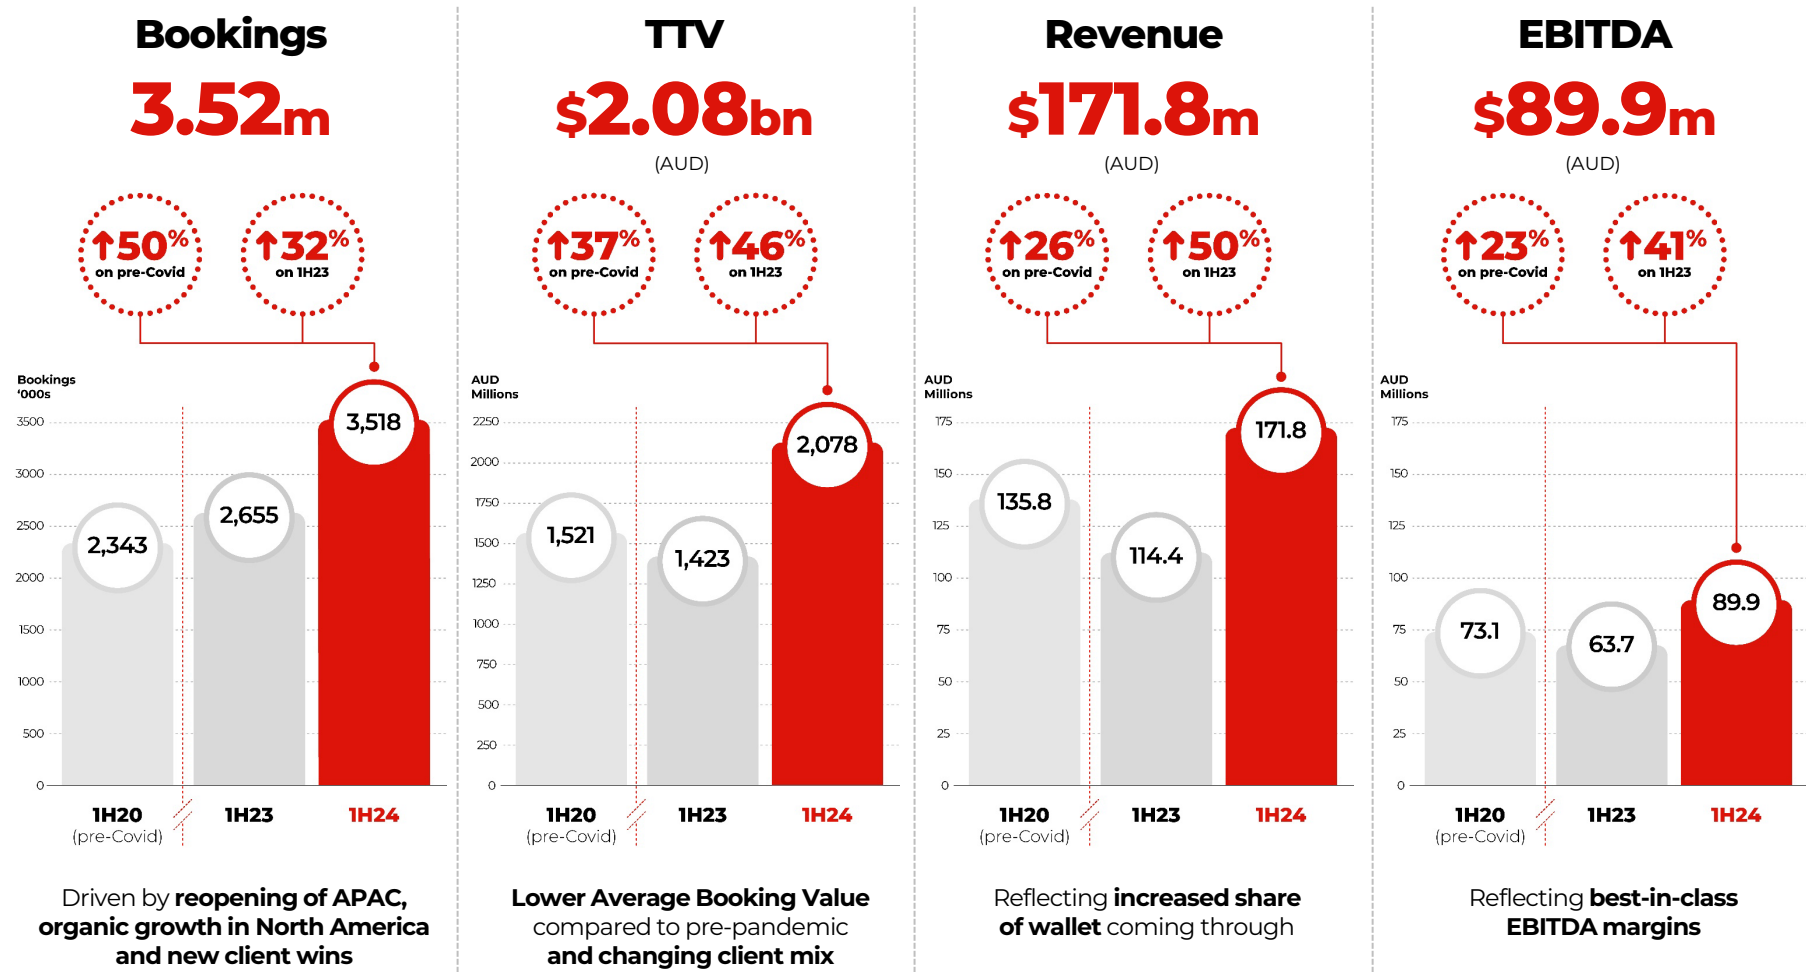 Bookings
3.52m
↑50%
on pre-Covid
↑32%
on 1H23
Bookings
‘000s
3500
3000
2500
2000
1500
1000
500
0
2,343
2,655
3,518
1H20
(pre-Covid)
1H23
1H24
Driven by reopening of APAC,
organic growth in North America
and new client wins
TTV
$2.08bn
(AUD)
↑37%
on pre-Covid
↑46%
on 1H23
AUD
Millions
2250
2000
1750
1500
1250
1000
750
500
250
0
1,521
1,423
2,078
1H20
(pre-Covid)
1H23
1H24
Lower Average Booking Value
compared to pre-pandemic
and changing client mix
Revenue
$171.8m
(AUD)
↑26%
on pre-Covid
↑50%
on 1H23
AUD
Millions
175
150
125
100
75
50
25
0
135.8
114.4
171.8
1H20
(pre-Covid)
1H23
1H24
Reflecting increased share
of wallet coming through
EBITDA
$89.9m
(AUD)
↑23%
on pre-Covid
↑41%
on 1H23
AUD
Millions
175
150
125
100
75
50
25
0
73.1
63.7
89.9
1H20
(pre-Covid)
1H23
1H24
Reflecting best-in-class
EBITDA margins